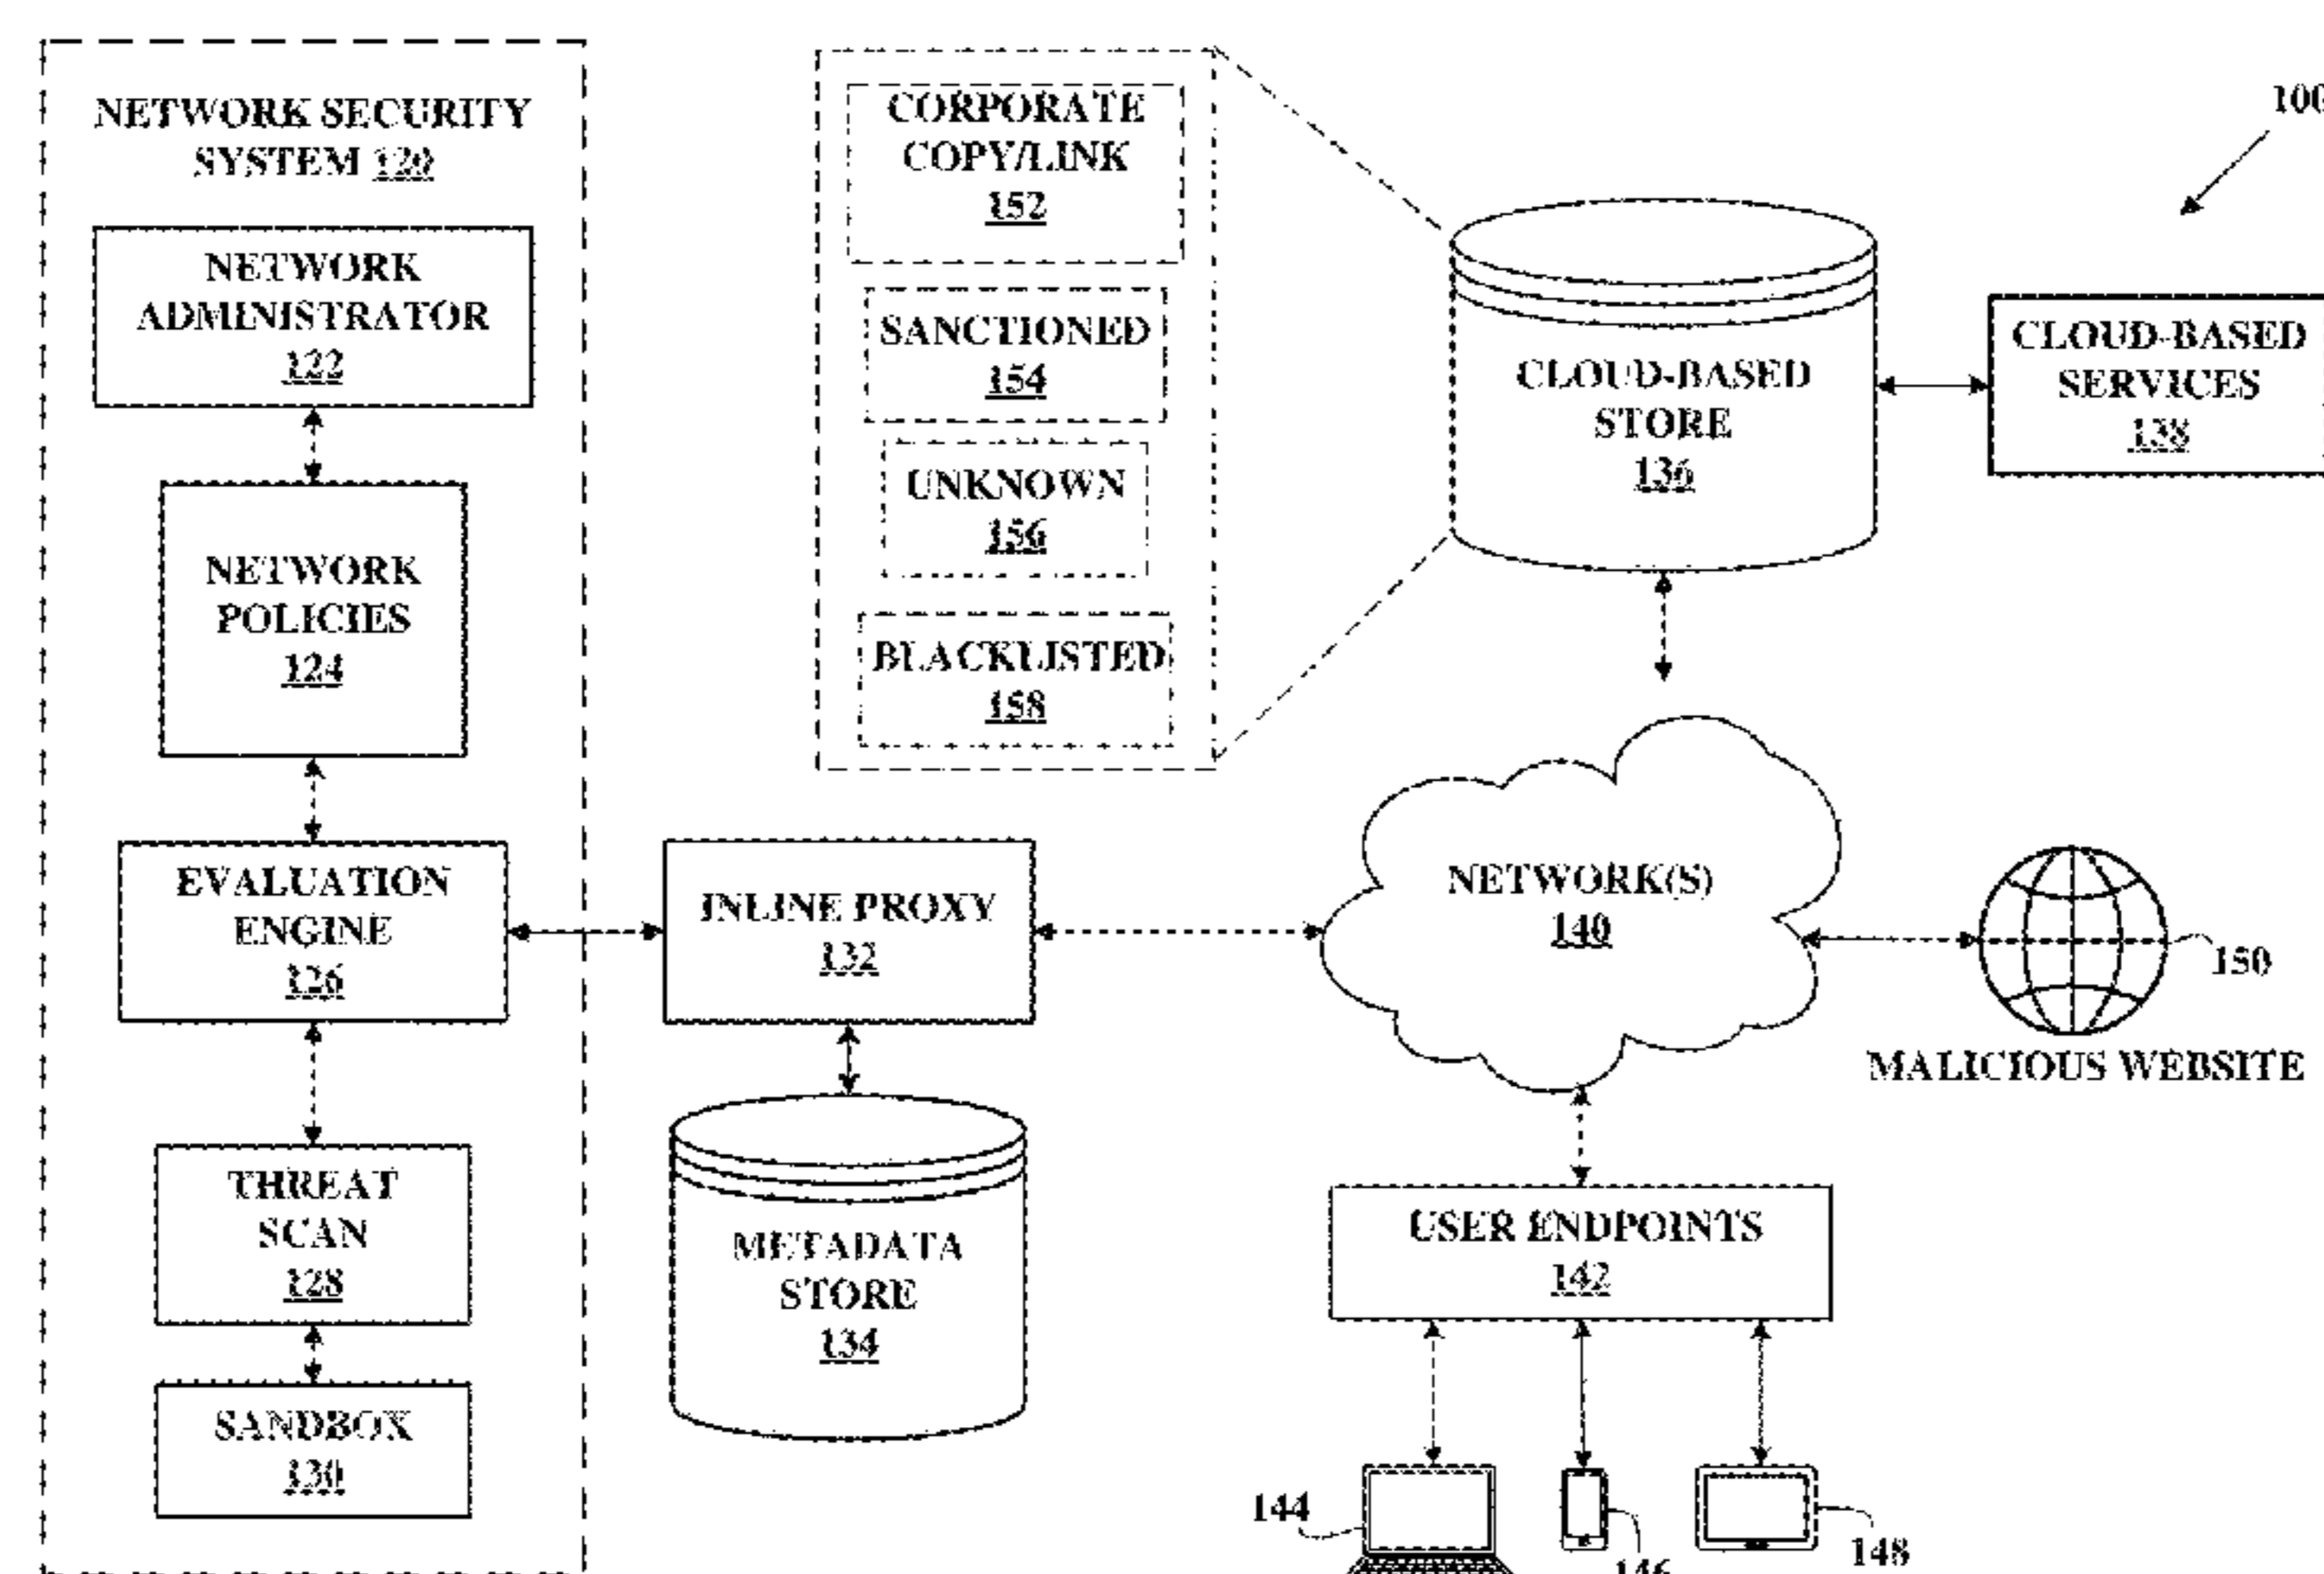 NETWORK SECURITY
SYSTEM 120
NETWORK
ADMINISTRATOR
122
NETWORK
POLICIES
124
EVALUATION
ENGINE
126
THREAT
SCAN
128
SANDBOX
130
CORPORATE
COPY/LINK
152
SANCTIONED
154
UNKNOWN
156
BLACKLISTED
158
INLINE PROXY
132
METADATA
STORE
134
100
CLOUD-BASED
STORE
136
CLOUD-BASED
SERVICES
138
NETWORK(S)
140
150
MALICIOUS WEBSITE
USER ENDPOINTS
142
144
146
148